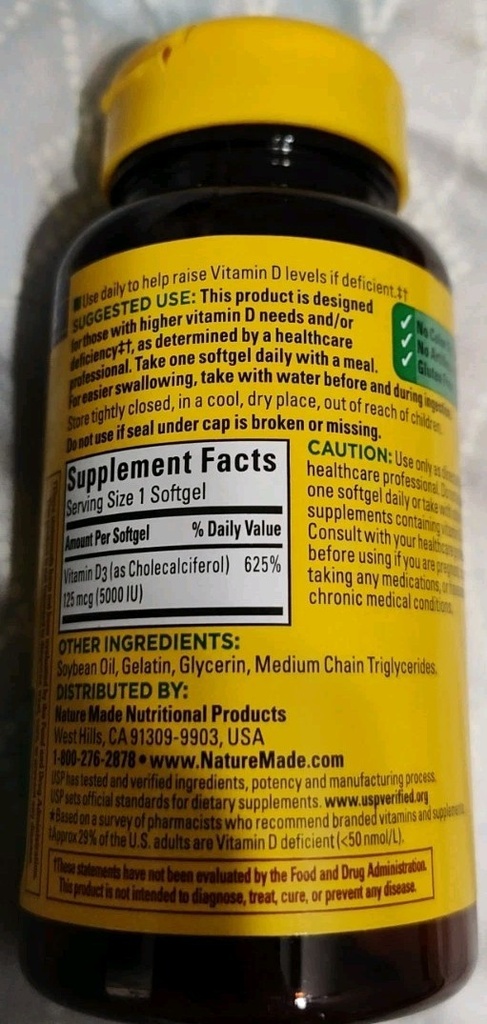 Use daily to help raise Vitamin D levels if deficient.‡†
SUGGESTED USE: This product is designed
for those with higher vitamin D needs and/or
deficiency‡†, as determined by a healthcare
professional. Take one softgel daily with a meal.
For easier swallowing, take with water before and during
Store tightly closed, in a cool, dry place, out of reach of children.
Do not use if seal under cap is broken or missing.
No
No
Gluten
Supplement Facts
Serving Size 1 Softgel
Amount Per Softgel % Daily Value
Vitamin D3 (as Cholecalciferol) 625%
125 mcg (5000 IU)
CAUTION: Use only as
healthcare professional.
one softgel daily or take
supplements containing
Consult with your
before using if you are
taking any medications,
chronic medical conditions.
OTHER INGREDIENTS:
Soybean Oil, Gelatin, Glycerin, Medium Chain Triglycerides.
DISTRIBUTED BY:
Nature Made Nutritional Products
West Hills, CA 91309-9903, USA
1-800-276-2878 • www.NatureMade.com
USP has tested and verified ingredients, potency and manufacturing process.
USP sets official standards for dietary supplements. www.uspverified.org
*Based on a survey of pharmacists who recommend branded vitamins and
‡Approx 29% of the U.S. adults are Vitamin D deficient (<50 nmol/L).
†These statements have not been evaluated by the Food and Drug Administration.
This product is not intended to diagnose, treat, cure, or prevent any disease.